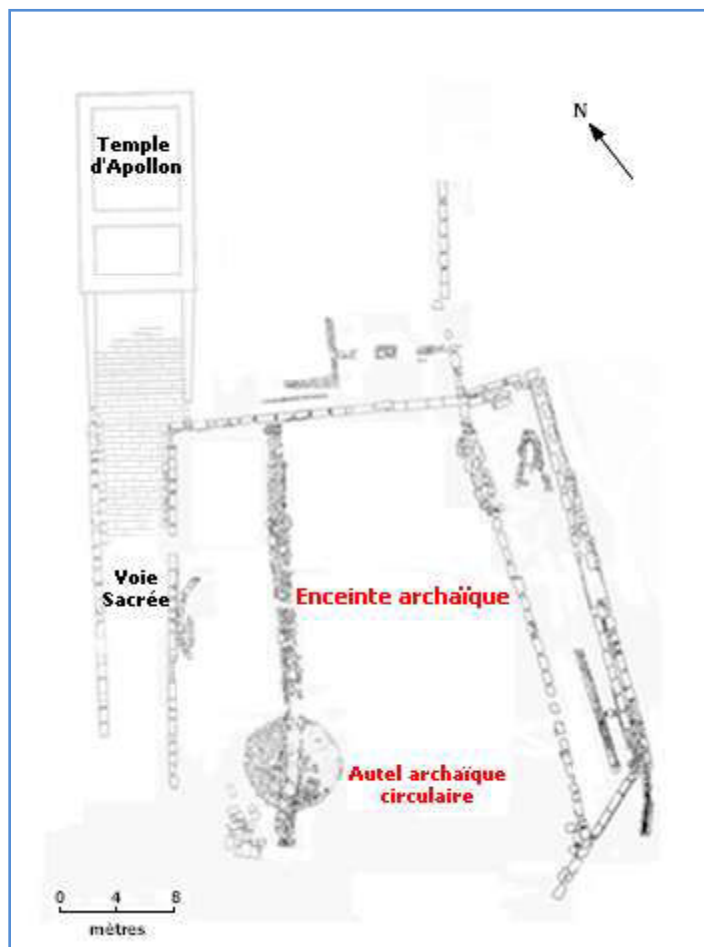 Temple
d'Apollon
N
Voie
Sacrée
Enceinte archaïque
Autel archaïque
circulaire
0 4 8
mètres